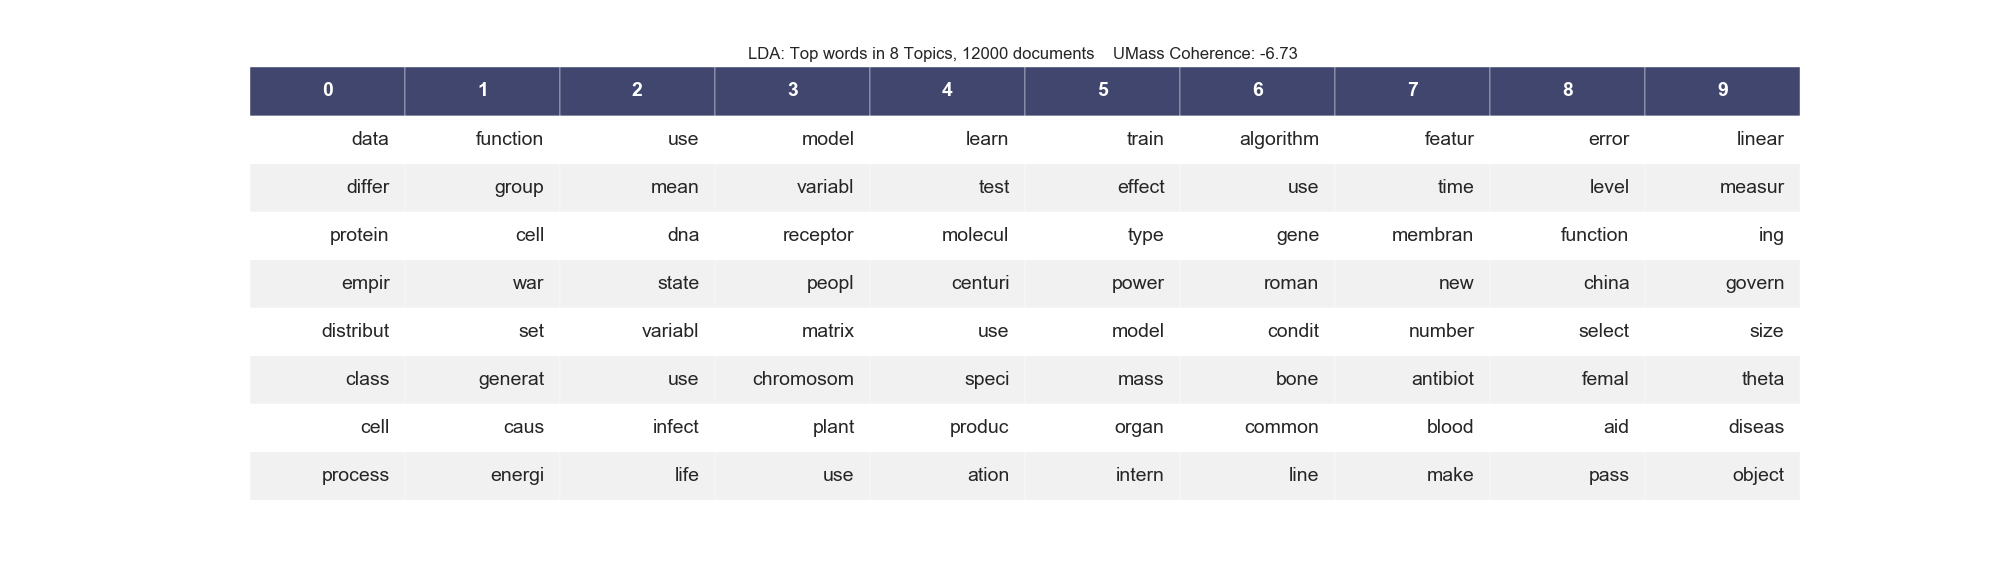 LDA: Top words in 8 Topics, 12000 documents    UMass Coherence: -6.73
0 1 2 3 4 5 6 7 8 9
data function use model learn train algorithm featur error linear
differ group mean variabl test effect use time level measur
protein cell dna receptor molecul type gene membran function ing
empir war state peopl centuri power roman new china govern
distribut set variabl matrix use model condit number select size
class generat use chromosom speci mass bone antibiot femal theta
cell caus infect plant produc organ common blood aid diseas
process energi life use ation intern line make pass object